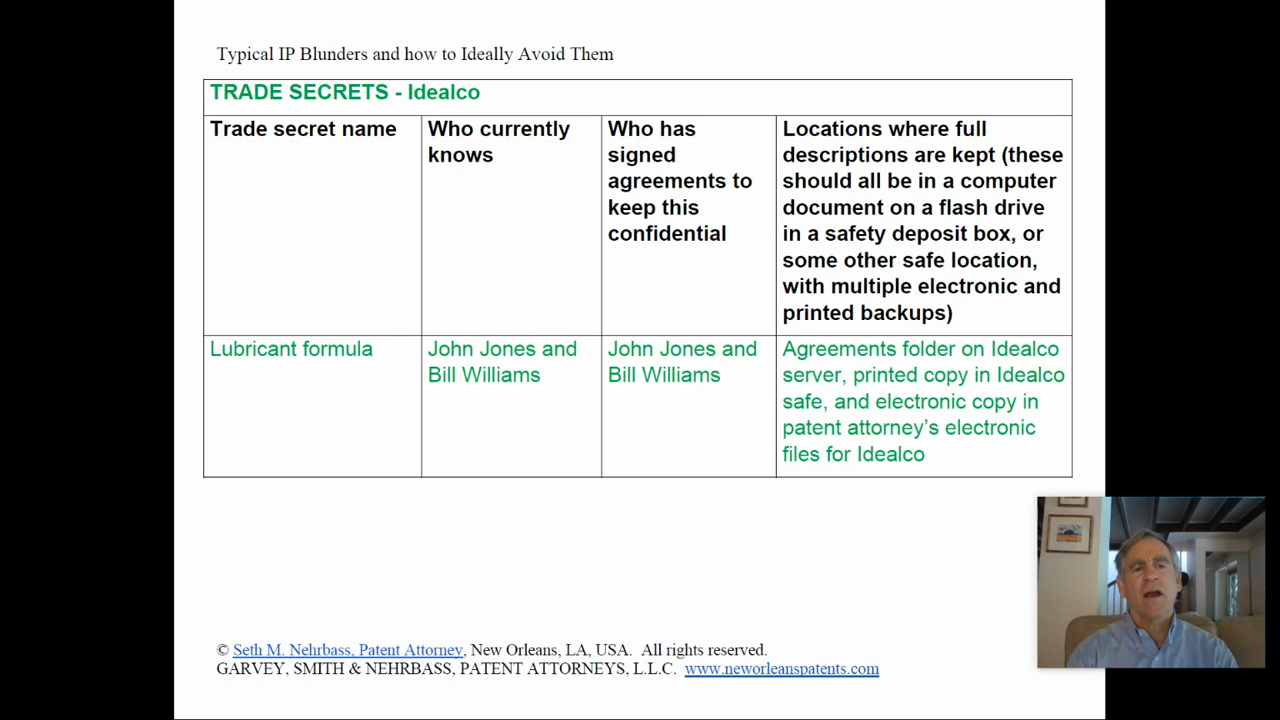 Typical IP Blunders and how to Ideally Avoid Them
TRADE SECRETS - Idealco
Trade secret name
Who currently
knows
Who has
signed
agreements to
keep this
confidential
Locations where full
descriptions are kept (these
should all be in a computer
document on a flash drive
in a safety deposit box, or
some other safe location,
with multiple electronic and
printed backups)
Lubricant formula
John Jones and
Bill Williams
John Jones and
Bill Williams
Agreements folder on Idealco
server, printed copy in Idealco
safe, and electronic copy in
patent attorney’s electronic
files for Idealco
© Seth M. Nehrbass, Patent Attorney, New Orleans, LA, USA.  All rights reserved.
GARVEY, SMITH & NEHRBASS, PATENT ATTORNEYS, L.L.C.  www.neworleanspatents.com